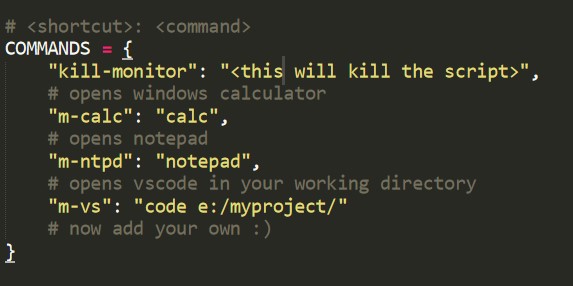 # <shortcut>: <command>
COMMANDS = {
    "kill-monitor": "<this will kill the script>",
    # opens windows calculator
    "m-calc": "calc",
    # opens notepad
    "m-ntpd": "notepad",
    # opens vscode in your working directory
    "m-vs": "code e:/myproject/"
    # now add your own :)
}